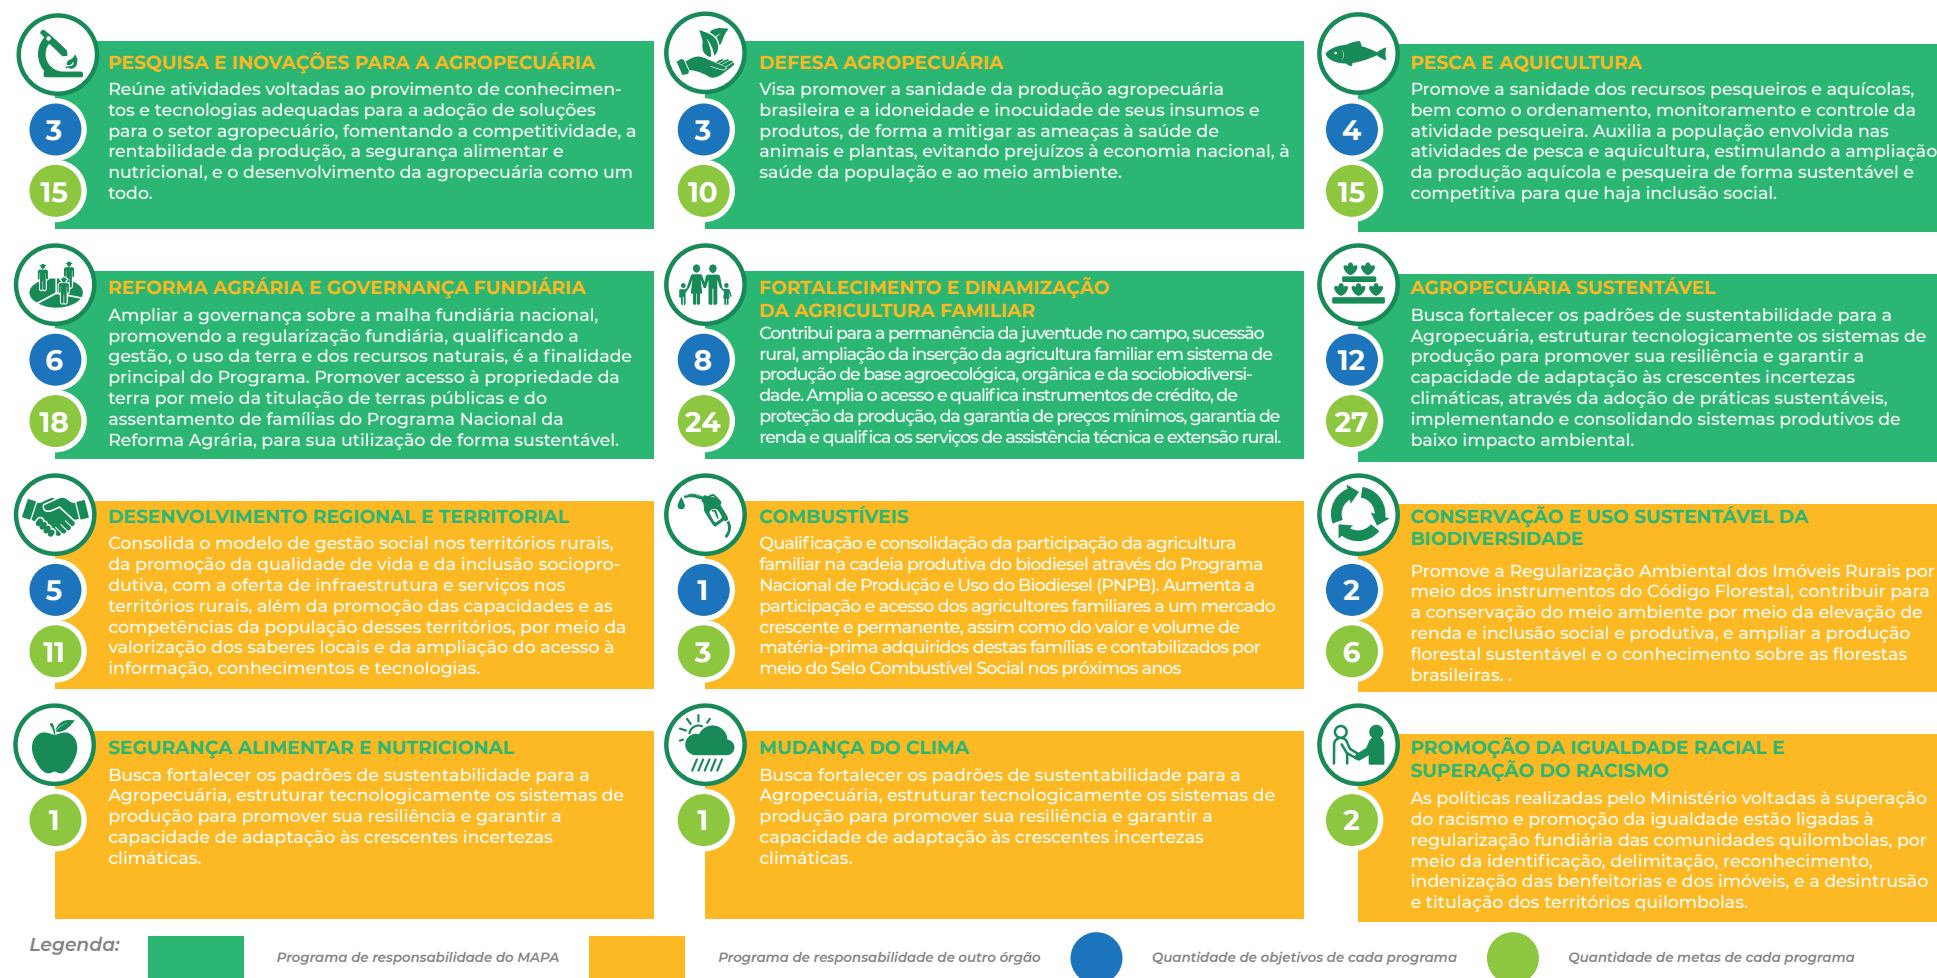 PESQUISA E INOVAÇÕES PARA A AGROPECUÁRIA
Reúne atividades voltadas ao provimento de conhecimen-
tos e tecnologias adequadas para a adoção de soluções
para o setor agropecuário, fomentando a competitividade, a
rentabilidade da produção, a segurança alimentar e
nutricional, e o desenvolvimento da agropecuária como um
todo.
3
15
DEFESA AGROPECUÁRIA
Visa promover a sanidade da produção agropecuária
brasileira e a idoneidade e inocuidade de seus insumos e
produtos, de forma a mitigar as ameaças à saúde de
animais e plantas, evitando prejuízos à economia nacional, à
saúde da população e ao meio ambiente.
3
10
PESCA E AQUICULTURA
Promove a sanidade dos recursos pesqueiros e aquícolas,
bem como o ordenamento, monitoramento e controle da
atividade pesqueira. Auxilia a população envolvida nas
atividades de pesca e aquicultura, estimulando a ampliação
da produção aquícola e pesqueira de forma sustentável e
competitiva para que haja inclusão social.
4
15
REFORMA AGRÁRIA E GOVERNANÇA FUNDIÁRIA
Ampliar a governança sobre a malha fundiária nacional,
promovendo a regularização fundiária, qualificando a
gestão, o uso da terra e dos recursos naturais, é a finalidade
principal do Programa. Promover acesso à propriedade da
terra por meio da titulação de terras públicas e do
assentamento de famílias do Programa Nacional da
Reforma Agrária, para sua utilização de forma sustentável.
6
18
FORTALECIMENTO E DINAMIZAÇÃO
DA AGRICULTURA FAMILIAR
Contribui para a permanência da juventude no campo, sucessão
rural, ampliação da inserção da agricultura familiar em sistema de
produção de base agroecológica, orgânica e da sociobiodiversi-
dade. Amplia o acesso e qualifica instrumentos de crédito, de
proteção da produção, da garantia de preços mínimos, garantia de
renda e qualifica os serviços de assistência técnica e extensão rural.
8
24
AGROPECUÁRIA SUSTENTÁVEL
Busca fortalecer os padrões de sustentabilidade para a
Agropecuária, estruturar tecnologicamente os sistemas de
produção para promover sua resiliência e garantir a
capacidade de adaptação às crescentes incertezas
climáticas, através da adoção de práticas sustentáveis,
implementando e consolidando sistemas produtivos de
baixo impacto ambiental.
12
27
DESENVOLVIMENTO REGIONAL E TERRITORIAL
Consolida o modelo de gestão social nos territórios rurais,
da promoção da qualidade de vida e da inclusão sociopro-
dutiva, com a oferta de infraestrutura e serviços nos
territórios rurais, além da promoção das capacidades e as
competências da população desses territórios, por meio da
valorização dos saberes locais e da ampliação do acesso à
informação, conhecimentos e tecnologias.
5
11
COMBUSTÍVEIS
Qualificação e consolidação da participação da agricultura
familiar na cadeia produtiva do biodiesel através do Programa
Nacional de Produção e Uso do Biodiesel (PNPB). Aumenta a
participação e acesso dos agricultores familiares a um mercado
crescente e permanente, assim como do valor e volume de
matéria-prima adquiridos destas famílias e contabilizados por
meio do Selo Combustível Social nos próximos anos
1
3
CONSERVAÇÃO E USO SUSTENTÁVEL DA
BIODIVERSIDADE
Promove a Regularização Ambiental dos Imóveis Rurais por
meio dos instrumentos do Código Florestal, contribuir para
a conservação do meio ambiente por meio da elevação de
renda e inclusão social e produtiva, e ampliar a produção
florestal sustentável e o conhecimento sobre as florestas
brasileiras. .
2
6
SEGURANÇA ALIMENTAR E NUTRICIONAL
Busca fortalecer os padrões de sustentabilidade para a
Agropecuária, estruturar tecnologicamente os sistemas de
produção para promover sua resiliência e garantir a
capacidade de adaptação às crescentes incertezas
climáticas.
1
MUDANÇA DO CLIMA
Busca fortalecer os padrões de sustentabilidade para a
Agropecuária, estruturar tecnologicamente os sistemas de
produção para promover sua resiliência e garantir a
capacidade de adaptação às crescentes incertezas
climáticas.
1
PROMOÇÃO DA IGUALDADE RACIAL E
SUPERAÇÃO DO RACISMO
As políticas realizadas pelo Ministério voltadas à superação
do racismo e promoção da igualdade estão ligadas à
regularização fundiária das comunidades quilombolas, por
meio da identificação, delimitação, reconhecimento,
indenização das benfeitorias e dos imóveis, e a desintrusão
e titulação dos territórios quilombolas.
2
Legenda:
Programa de responsabilidade do MAPA
Programa de responsabilidade de outro órgão
Quantidade de objetivos de cada programa
Quantidade de metas de cada programa